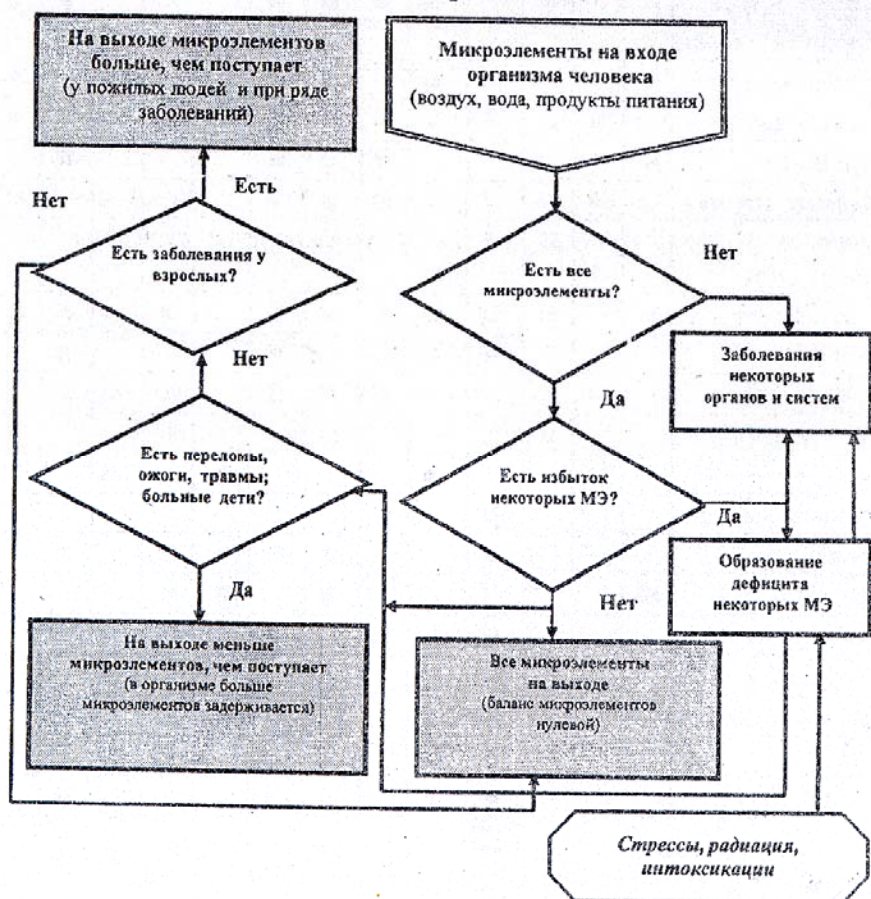 На выходе микроэлементов
больше, чем поступает
(у пожилых людей и при ряде
заболеваний)
Микроэлементы на входе
организма человека
(воздух, вода, продукты питания)
Нет
Есть
Есть заболевания у
взрослых?
Есть все
микроэлементы?
Нет
Нет
Да
Заболевания
некоторых
органов и систем
Есть переломы,
ожоги, травмы;
больные дети?
Есть избыток
некоторых МЭ?
Да
Да
Нет
Образование
дефицита
некоторых МЭ
На выходе меньше
микроэлементов, чем поступает
(в организме больше
микроэлементов задерживается)
Все микроэлементы
на выходе
(баланс микроэлементов
нулевой)
Стрессы, радиация,
интоксикации